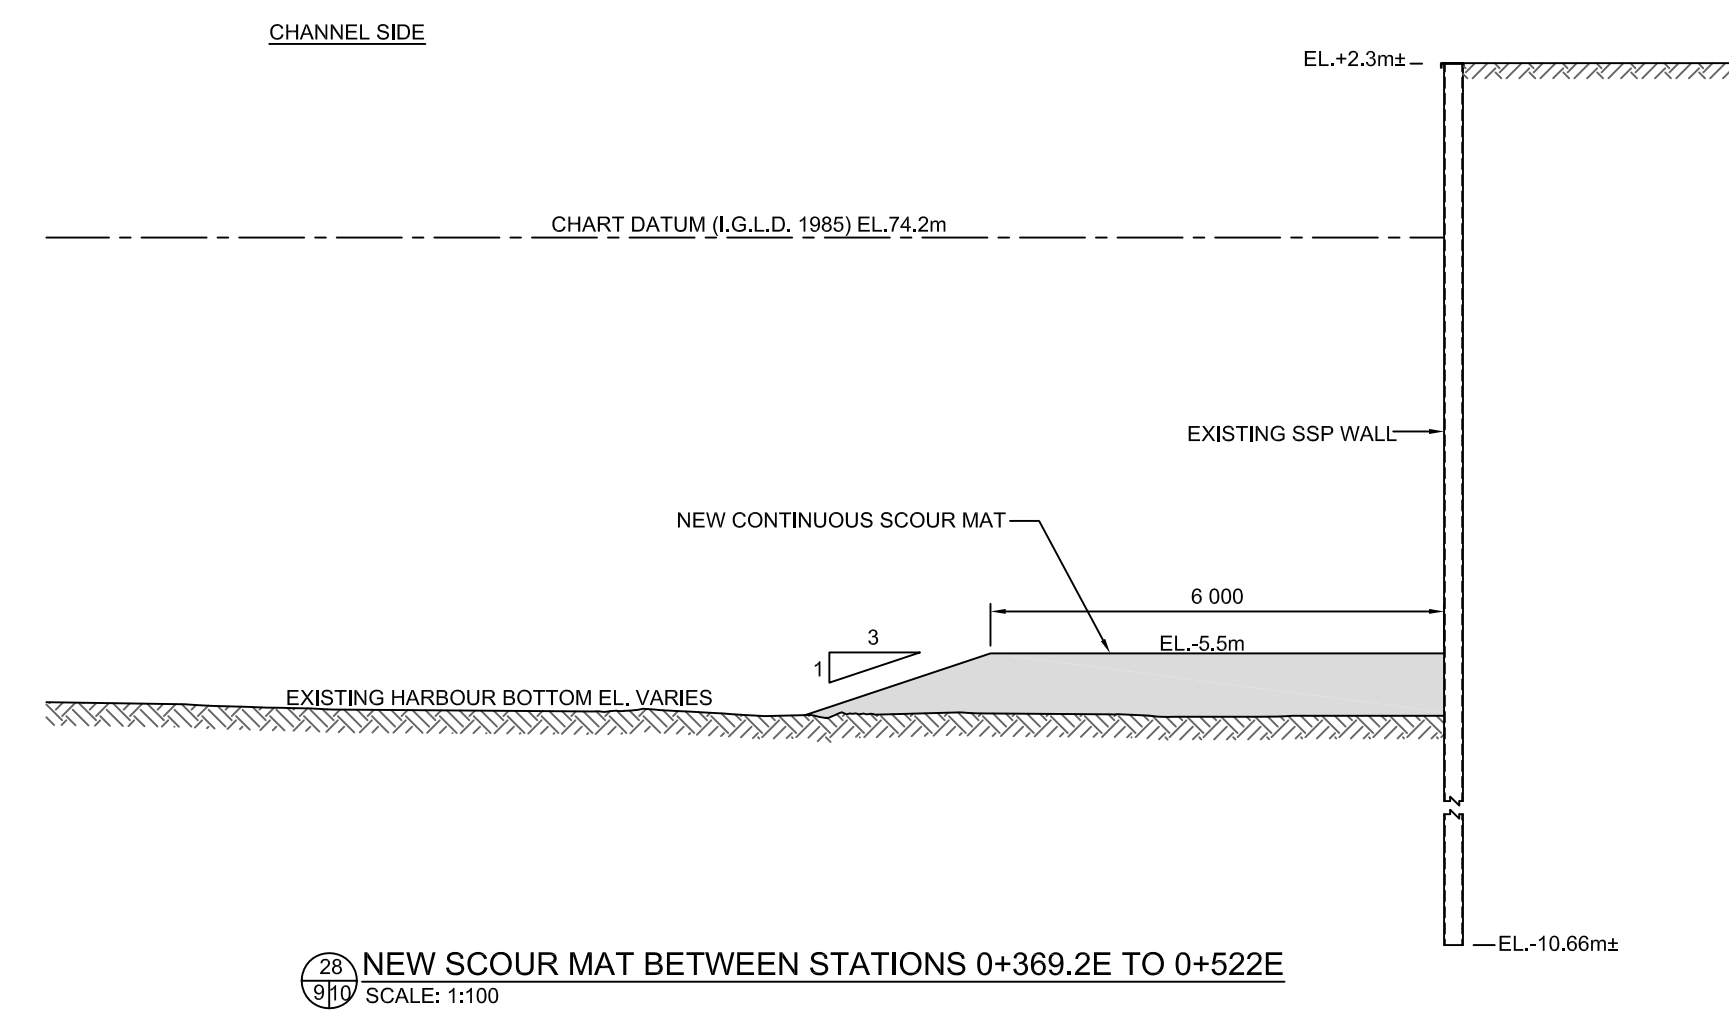 CHANNEL SIDE
EL.+2.3m±
CHART DATUM (I.G.L.D. 1985) EL.74.2m
EXISTING SSP WALL
NEW CONTINUOUS SCOUR MAT
6 000
3
1
EL.-5.5m
EXISTING HARBOUR BOTTOM EL. VARIES
EL.-10.66m±
28
9 10
NEW SCOUR MAT BETWEEN STATIONS 0+369.2E TO 0+522E
SCALE: 1:100